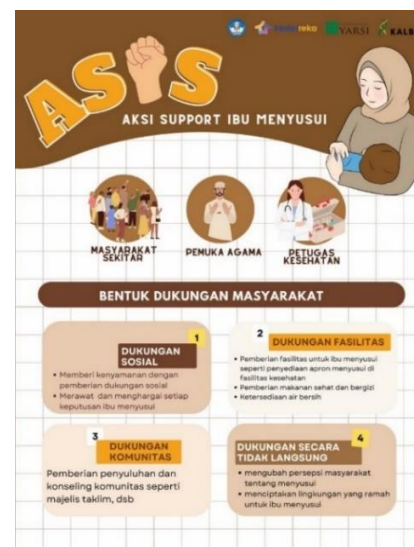 YARSI
KALB
ASIS
AKSI SUPPORT IBU MENYUSUI
MASYARAKAT
SEKITAR
PEMUKA AGAMA
PETUGAS
KESEHATAN
BENTUK DUKUNGAN MASYARAKAT
1
DUKUNGAN
SOSIAL
• Memberi kenyamanan dengan
pemberian dukungan sosial
• Merawat dan menghargai setiap
keputusan ibu menyusui
2
DUKUNGAN FASILITAS
• Pemberian fasilitas untuk ibu menyusui
seperti penyediaan apron menyusui di
fasilitas kesehatan
• Pemberian makanan sehat dan bergizi
• Ketersediaan air bersih
3
DUKUNGAN
KOMUNITAS
Pemberian penyuluhan dan
konseling komunitas seperti
majelis taklim, dsb
4
DUKUNGAN SECARA
TIDAK LANGSUNG
• mengubah persepsi masyarakat
tentang menyusui
• menciptakan lingkungan yang ramah
untuk ibu menyusui